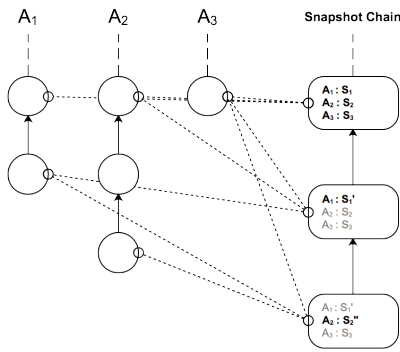 A₁ A₂ A₃ Snapshot Chain
A₁ : S₁
A₂ : S₂
A₃ : S₃
A₁ : S₁'
A₂ : S₂
A₃ : S₃
A₁ : S₁'
A₂ : S₂"
A₃ : S₃